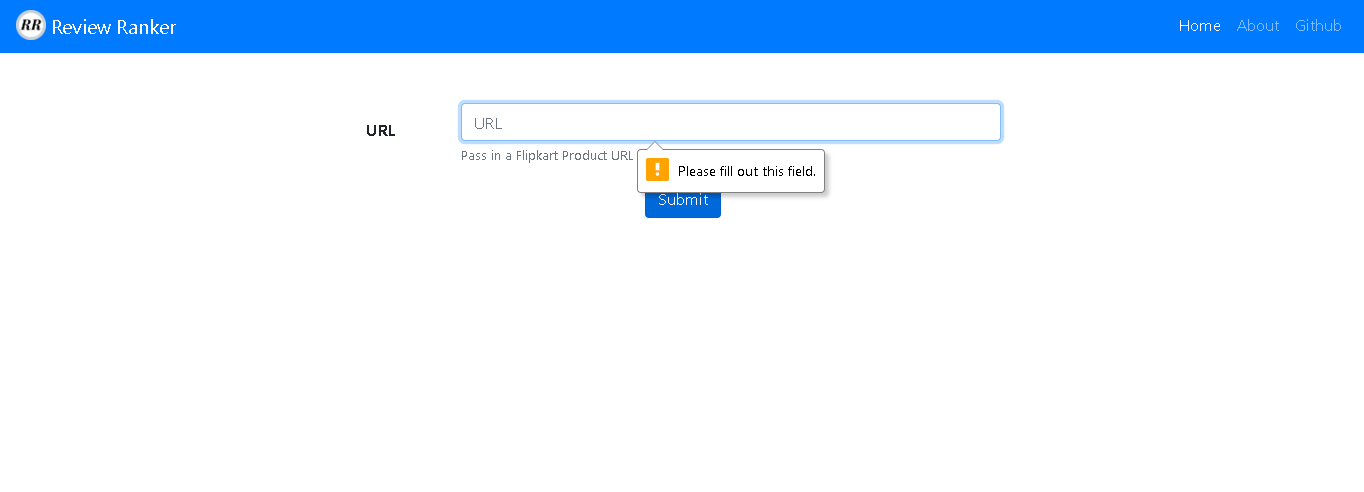 RR Review Ranker Home About Github
URL URL
Pass in a Flipkart Product URL
Please fill out this field.
Submit